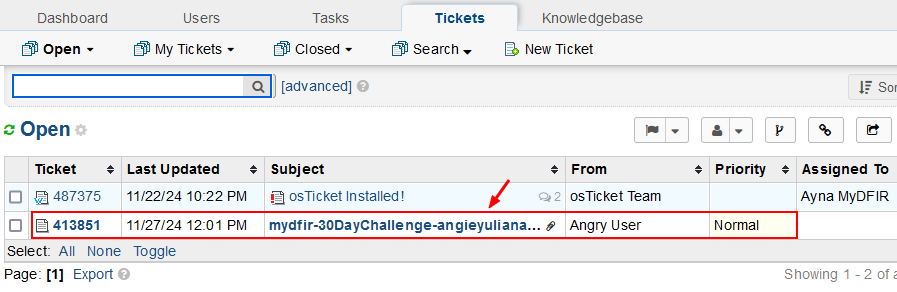 Dashboard Users Tasks Tickets Knowledgebase
Open My Tickets Closed Search New Ticket
[advanced] Sor
Open
Ticket Last Updated Subject From Priority Assigned To
487375 11/22/24 10:22 PM osTicket Installed! 2 osTicket Team Ayna MyDFIR
413851 11/27/24 12:01 PM mydfir-30DayChallenge-angieyuliana... Angry User Normal
Select: All None Toggle
Page: [1] Export Showing 1 - 2 of a